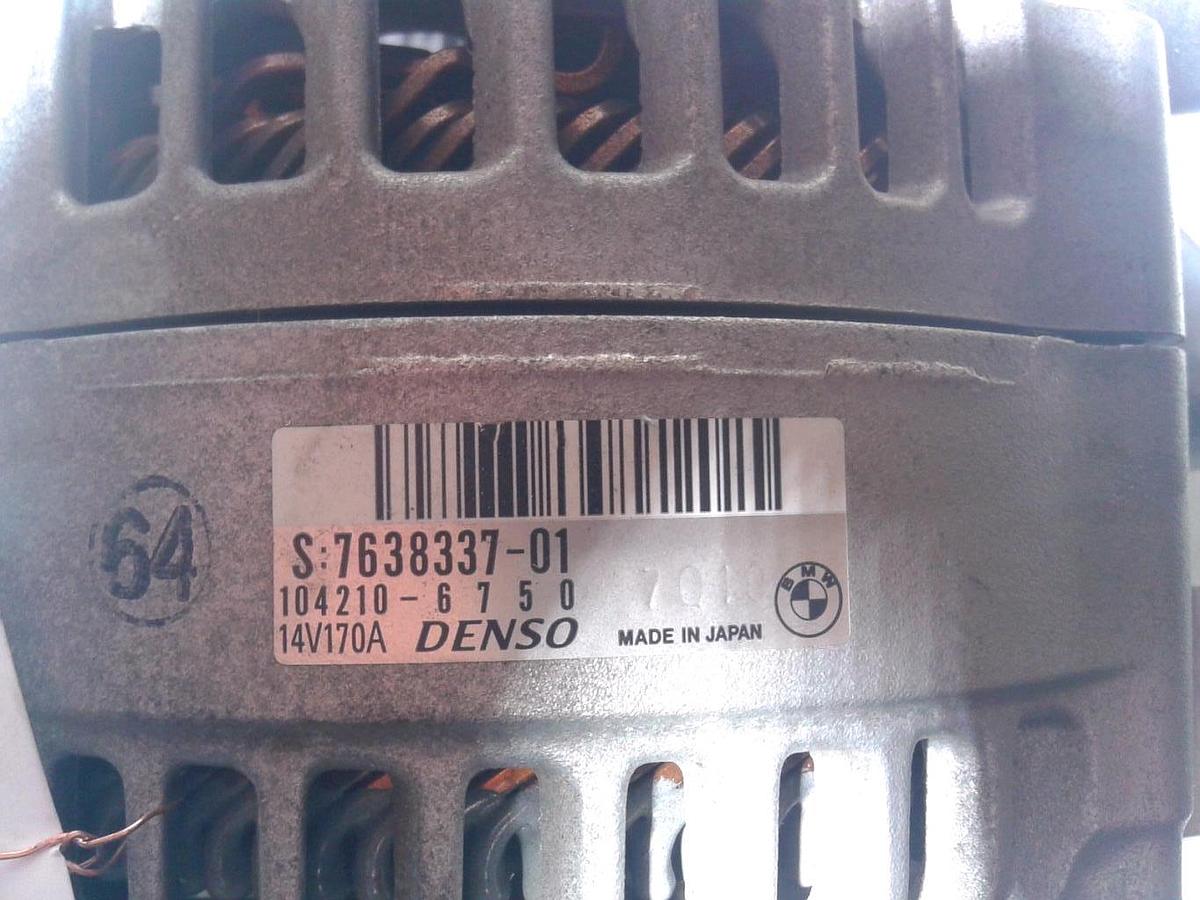 64
S:7638337-01
104210-6750
14V170A DENSO MADE IN JAPAN
BMW